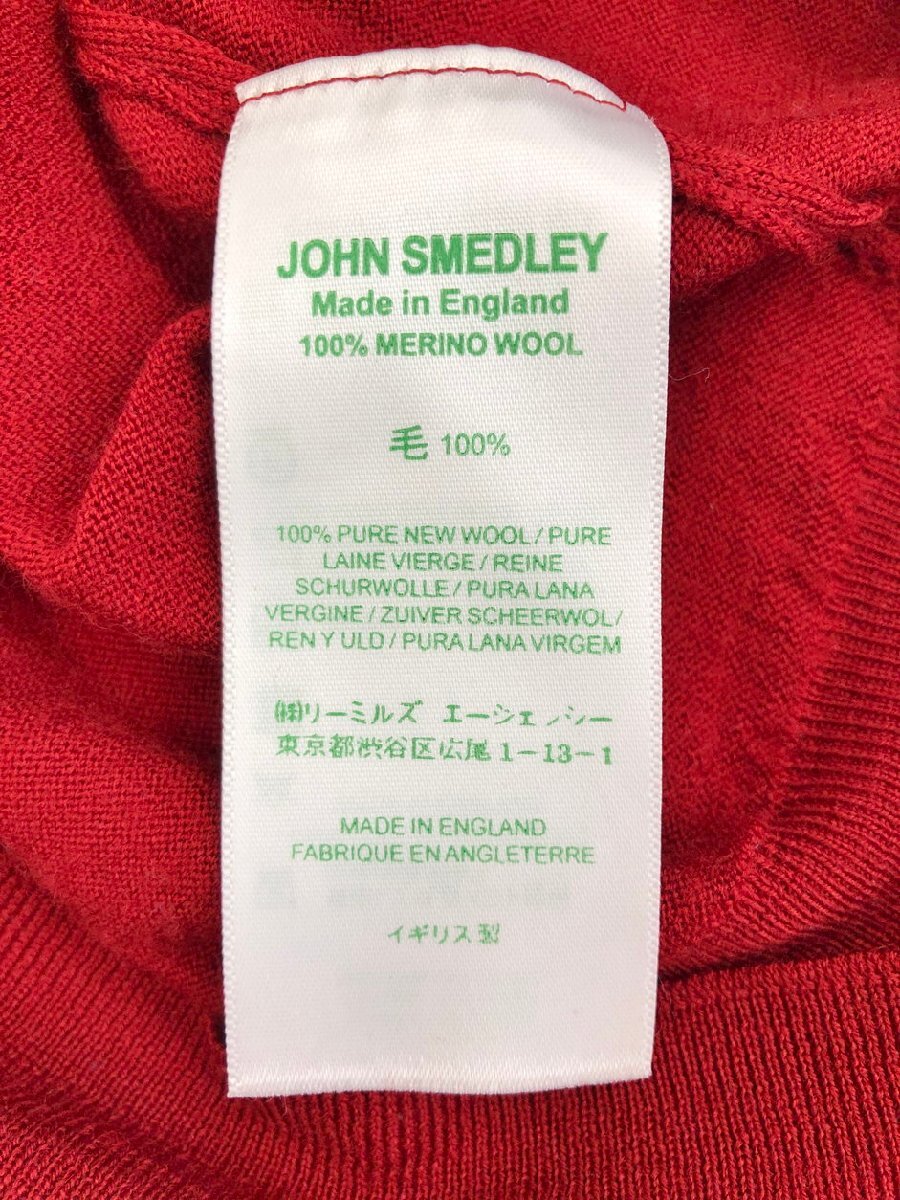 JOHN SMEDLEY
Made in England
100% MERINO WOOL
毛 100%
100% PURE NEW WOOL / PURE
LAINE VIERGE / REINE
SCHURWOLLE / PURA LANA
VERGINE / ZUIVER SCHEERWOL /
REN Y ULD / PURA LANA VIRGEM
㈱リーミルズ エージェンシー
東京都渋谷区広尾1-13-1
MADE IN ENGLAND
FABRIQUE EN ANGLETERRE
イギリス製